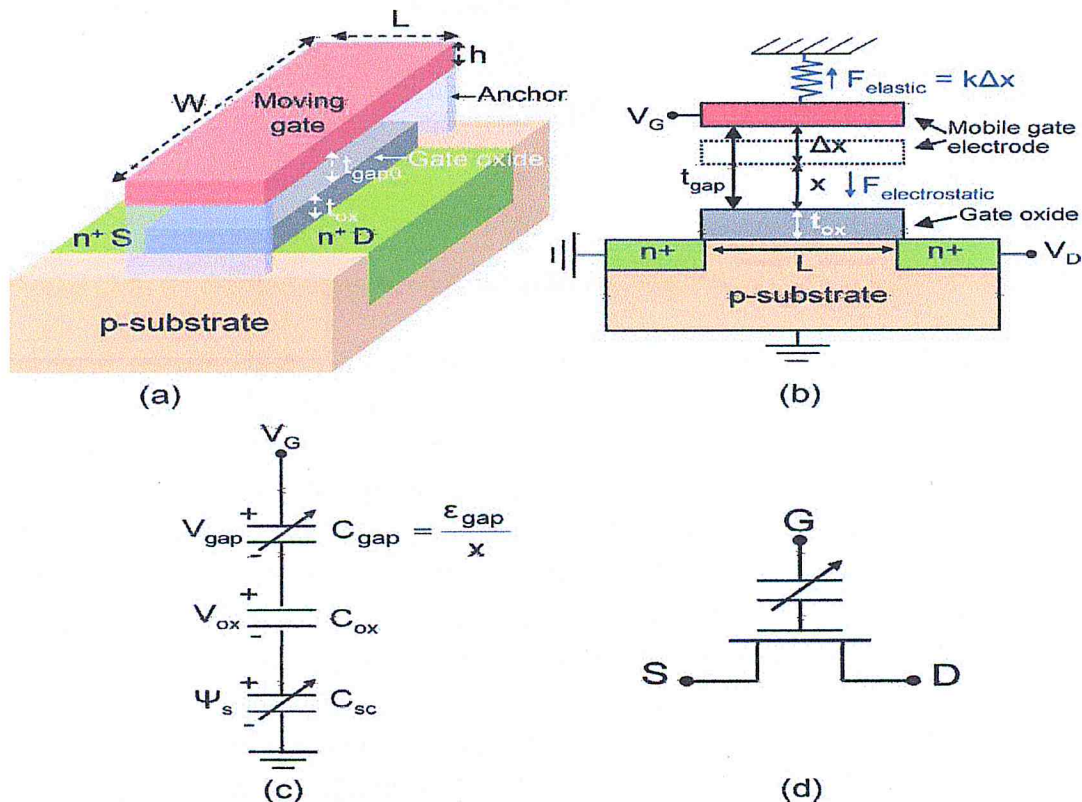 L
h
W
Moving gate
Anchor
t_gap0
Gate oxide
t_ox
n⁺ S
n⁺ D
p-substrate
(a)
F_elastic = kΔx
V_G
Mobile gate
electrode
Δx
t_gap
x
F_electrostatic
Gate oxide
t_ox
n+
L
n+
V_D
p-substrate
(b)
V_G
+
V_gap
-
C_gap = ε_gap / x
+
V_ox
-
C_ox
+
Ψ_s
-
C_sc
(c)
G
S
D
(d)